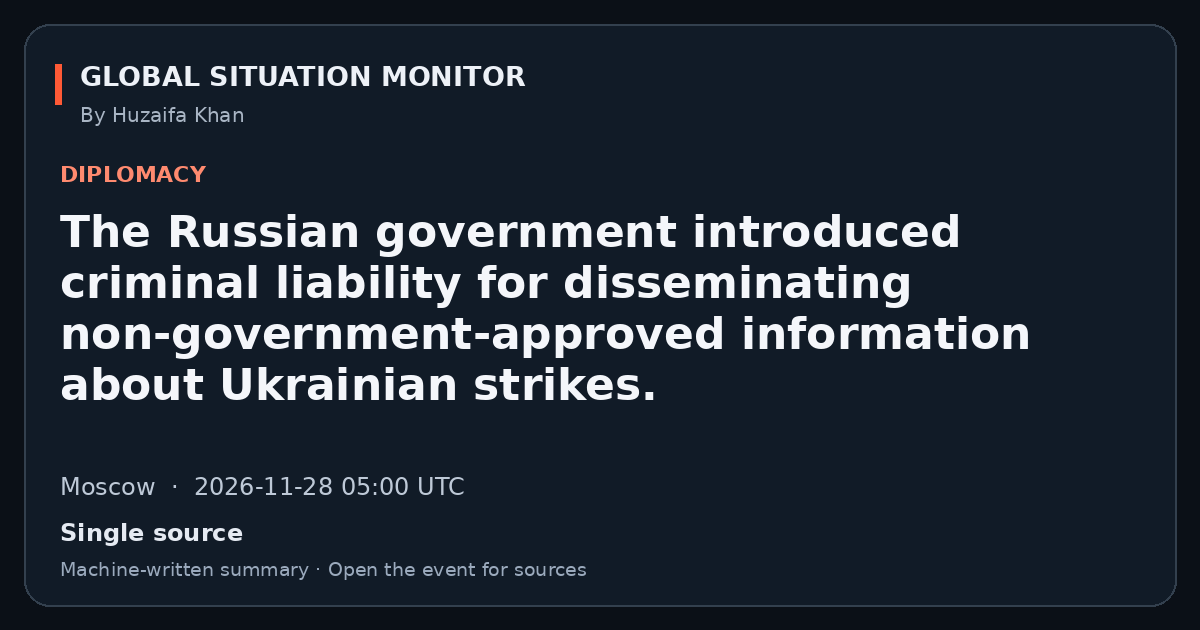 GLOBAL SITUATION MONITOR
By Huzaifa Khan
DIPLOMACY
The Russian government introduced
criminal liability for disseminating
non-government-approved information
about Ukrainian strikes.
Moscow · 2026-11-28 05:00 UTC
Single source
Machine-written summary · Open the event for sources